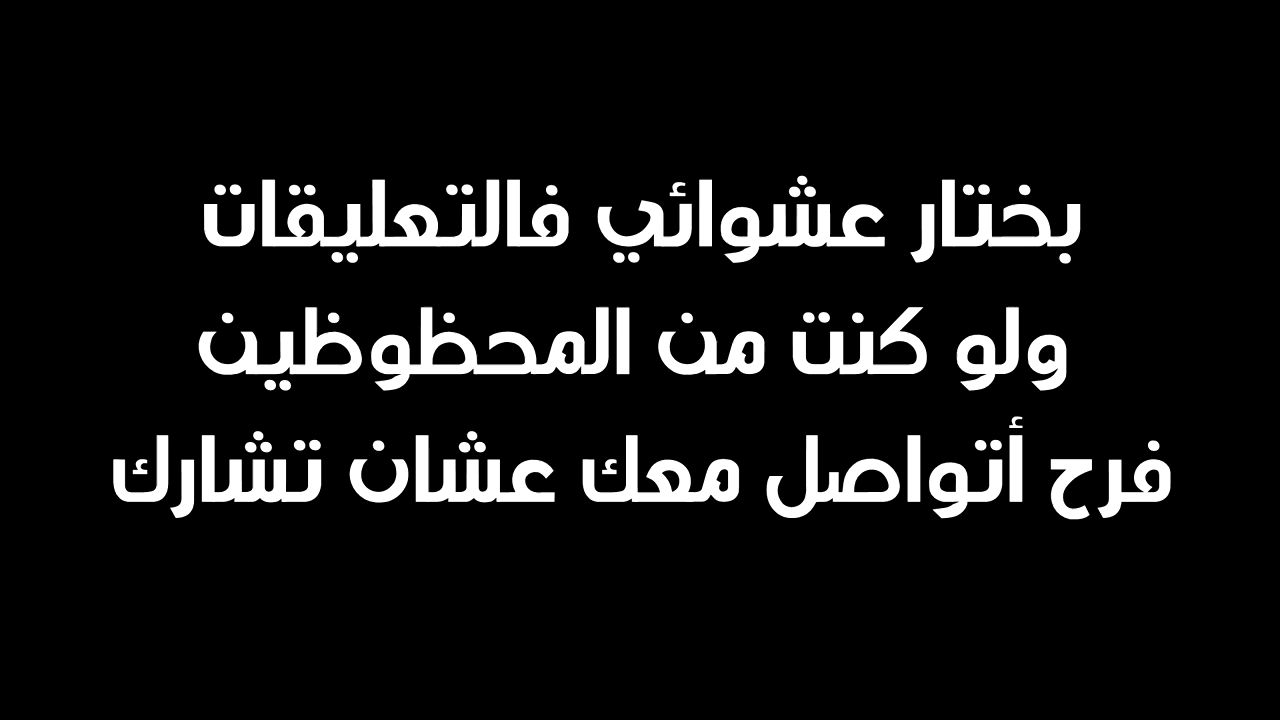 بختار عشوائي فالتعليقات
ولو كنت من المحظوظين
فرح أتواصل معك عشان تشارك